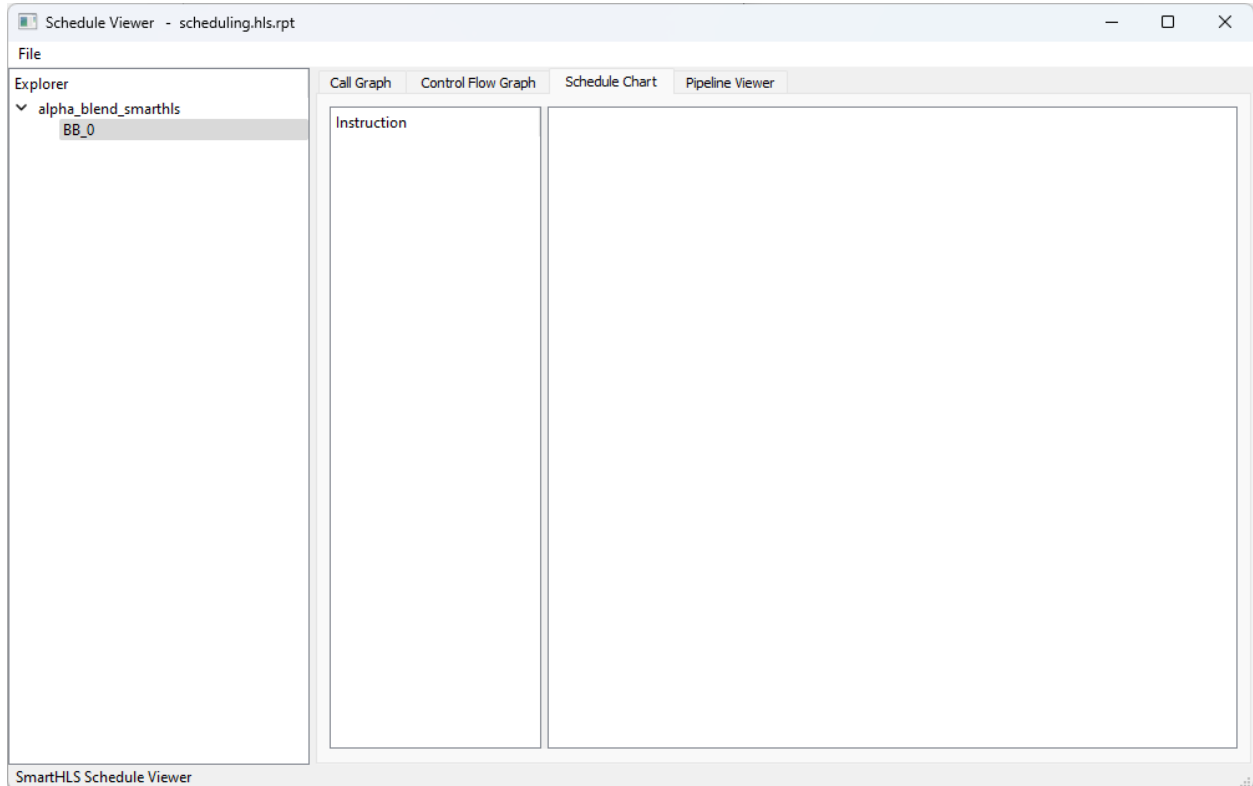 Schedule Viewer - scheduling.hls.rpt
File
Explorer
alpha_blend_smarthls
BB_0
Call Graph
Control Flow Graph
Schedule Chart
Pipeline Viewer
Instruction
SmartHLS Schedule Viewer